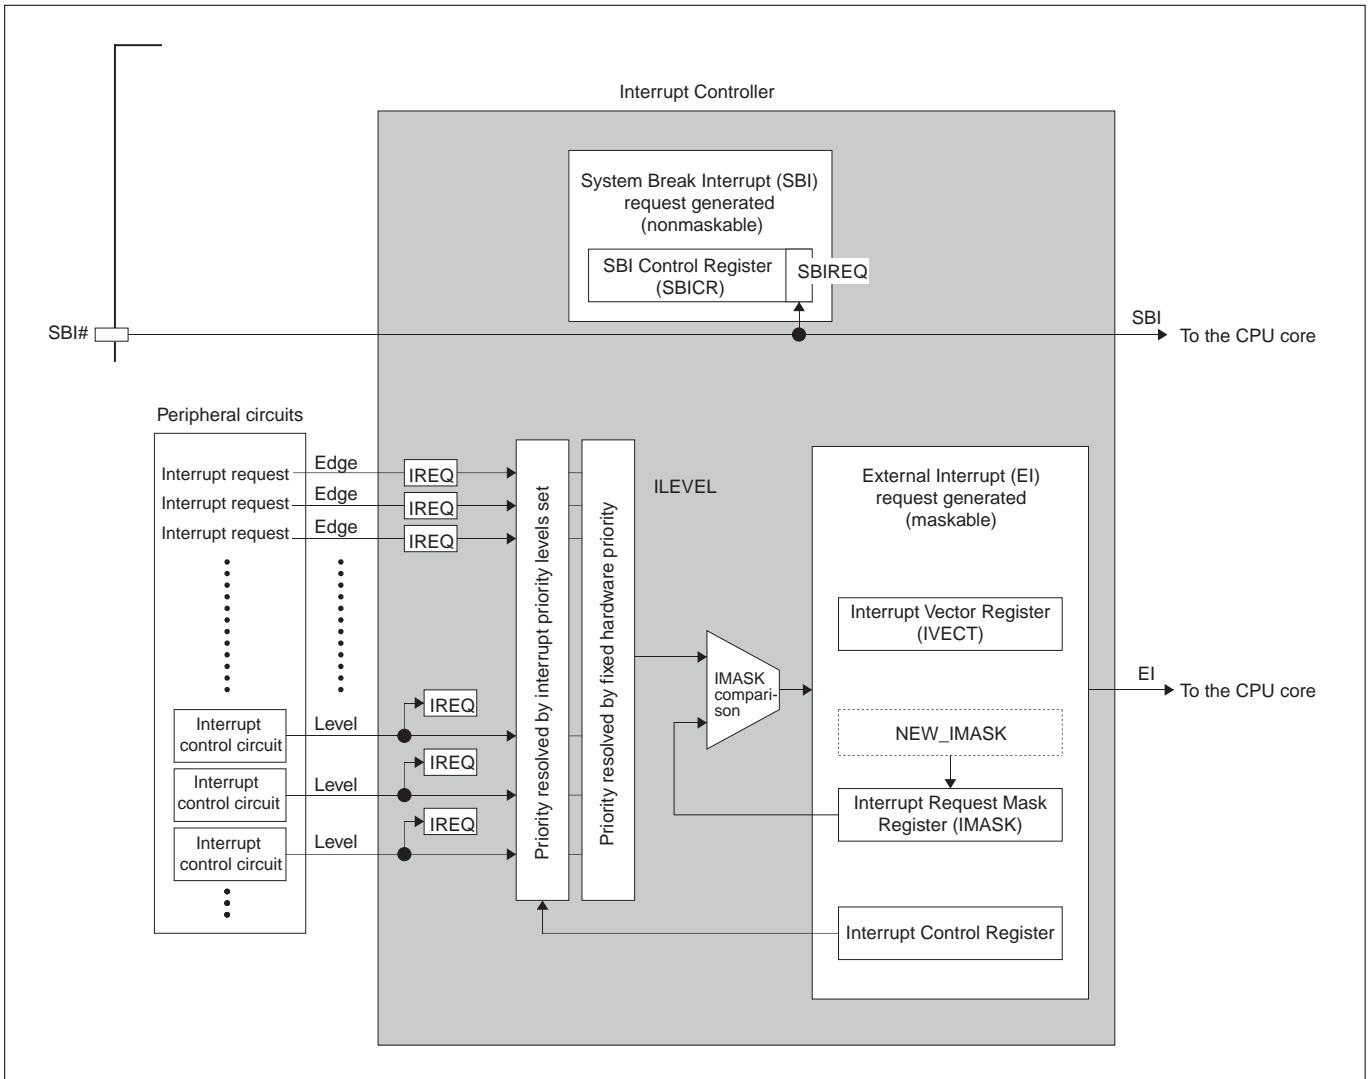 Interrupt Controller
System Break Interrupt (SBI)
request generated
(nonmaskable)
SBI Control Register
(SBICR)
SBIREQ
SBI#
SBI
To the CPU core
Peripheral circuits
Interrupt request
Edge
IREQ
Interrupt request
Edge
IREQ
Interrupt request
Edge
IREQ
Interrupt
control circuit
Level
IREQ
Interrupt
control circuit
Level
IREQ
Interrupt
control circuit
Level
IREQ
Priority resolved by interrupt priority levels set
Priority resolved by fixed hardware priority
ILEVEL
IMASK
compari-
son
External Interrupt (EI)
request generated
(maskable)
Interrupt Vector Register
(IVECT)
NEW_IMASK
Interrupt Request Mask
Register (IMASK)
Interrupt Control Register
EI
To the CPU core